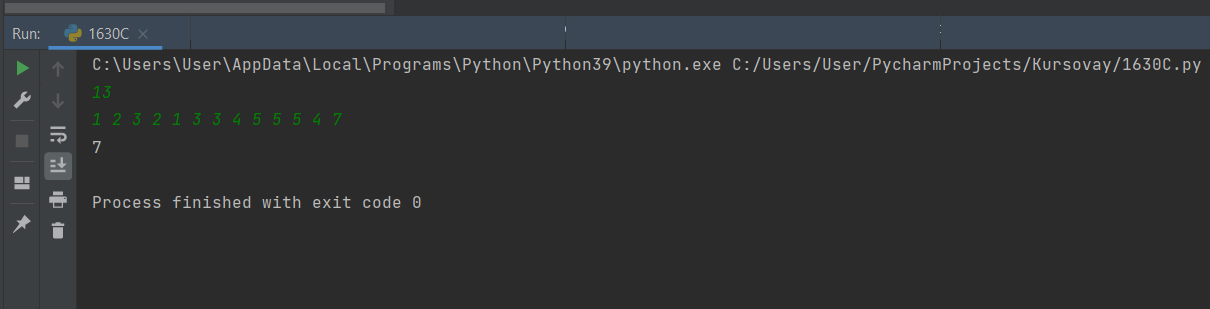 Run: 1630C
C:\Users\User\AppData\Local\Programs\Python\Python39\python.exe C:/Users/User/PycharmProjects/Kursovay/1630C.py
13
1 2 3 2 1 3 3 4 5 5 5 4 7
7
Process finished with exit code 0